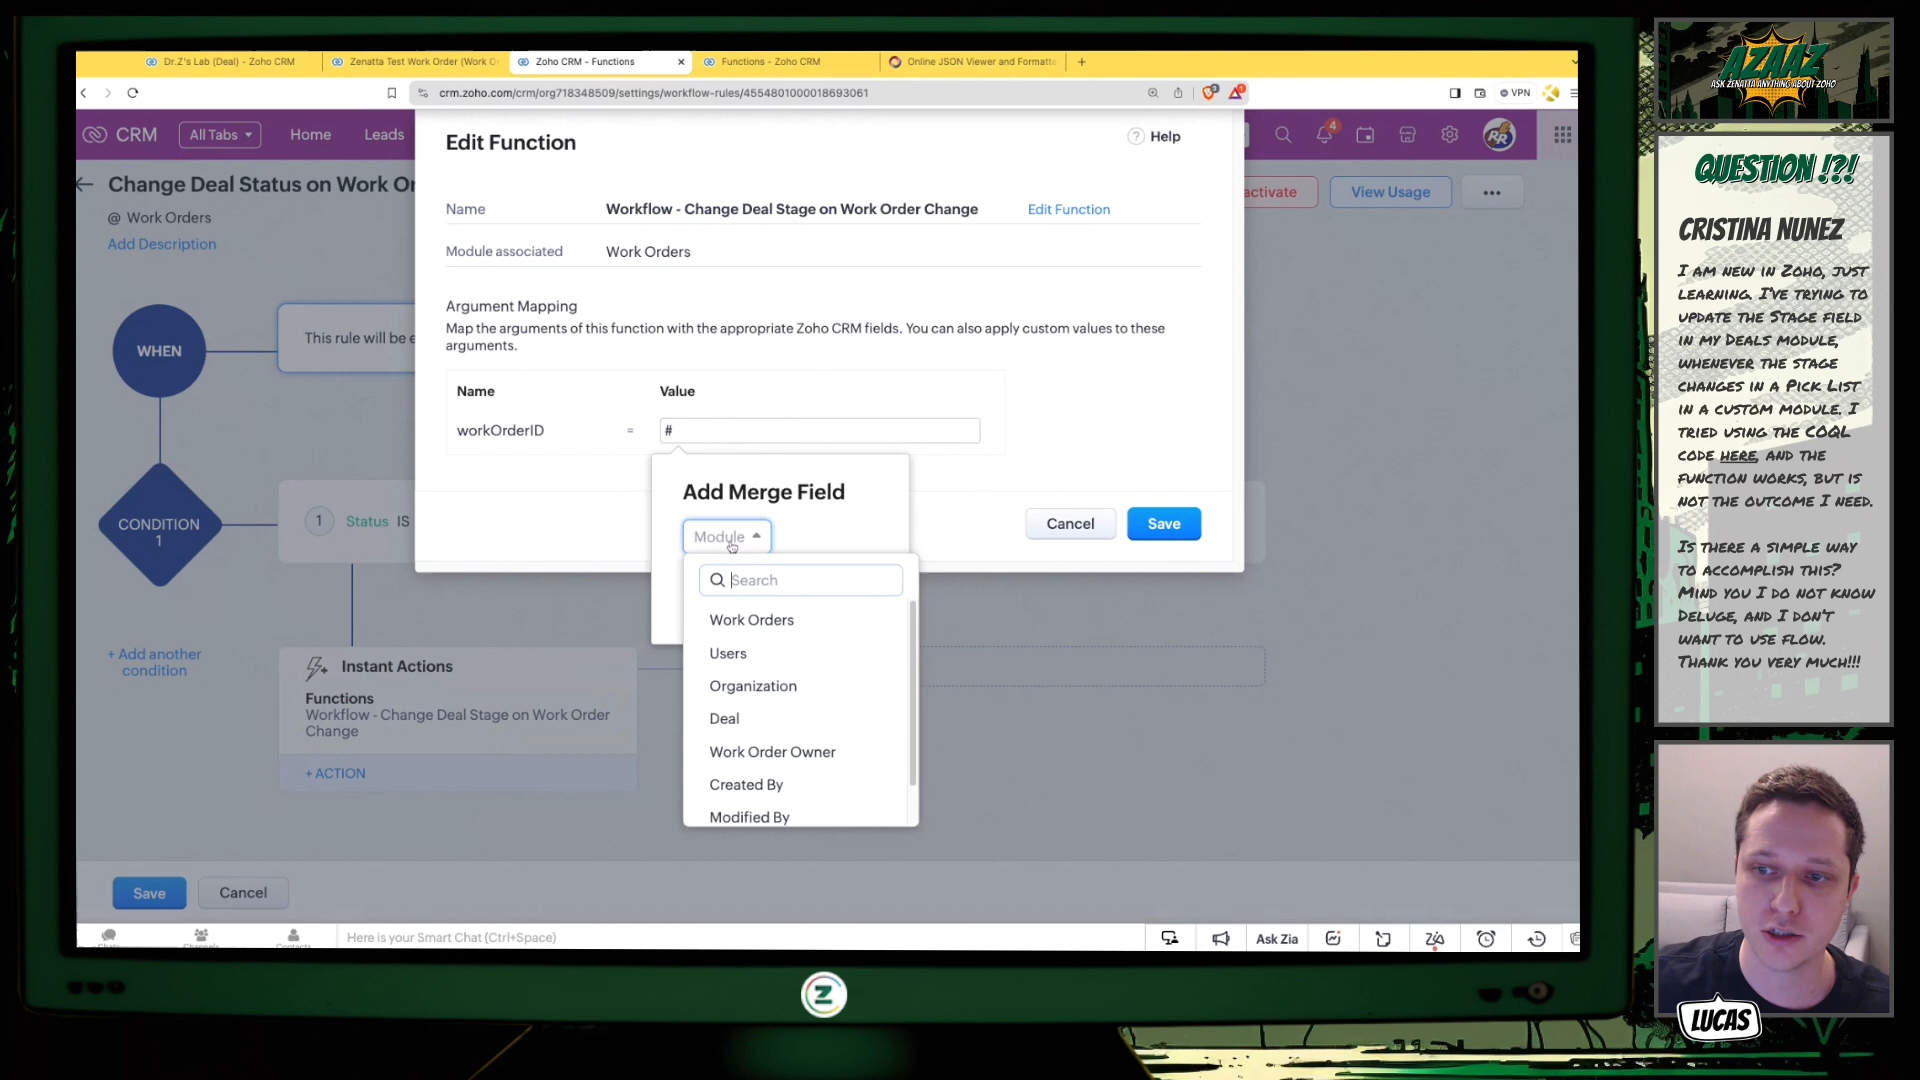 Dr.Z's Lab (Deal) - Zoho CRM
Zenatta Test Work Order (Work O
Zoho CRM - Functions
Functions - Zoho CRM
Online JSON Viewer and Formatte
crm.zoho.com/crm/org718348509/settings/workflow-rules/4554801000018693061
VPN
CRM
All Tabs
Home
Leads
4
Change Deal Status on Work Or
@ Work Orders
Add Description
activate
View Usage
Edit Function
Help
Name
Workflow - Change Deal Stage on Work Order Change
Edit Function
Module associated
Work Orders
Argument Mapping
Map the arguments of this function with the appropriate Zoho CRM fields. You can also apply custom values to these
arguments.
Name
Value
workOrderID
=
#
Add Merge Field
Module
Search
Work Orders
Users
Organization
Deal
Work Order Owner
Created By
Modified By
Cancel
Save
WHEN
This rule will be e
CONDITION
1
1
Status IS
+ Add another
condition
Instant Actions
Functions
Workflow - Change Deal Stage on Work Order
Change
+ ACTION
Save
Cancel
Chats
Channels
Contacts
Here is your Smart Chat (Ctrl+Space)
Ask Zia
Z
AZAAZ
ASK ZENATTA ANYTHING ABOUT ZOHO
QUESTION !?!
CRISTINA NUNEZ
I AM NEW IN ZOHO, JUST
LEARNING. I'VE TRYING TO
UPDATE THE STAGE FIELD
IN MY DEALS MODULE,
WHENEVER THE STAGE
CHANGES IN A PICK LIST
IN A CUSTOM MODULE. I
TRIED USING THE COQL
CODE HERE, AND THE
FUNCTION WORKS, BUT IS
NOT THE OUTCOME I NEED.
IS THERE A SIMPLE WAY
TO ACCOMPLISH THIS?
MIND YOU I DO NOT KNOW
DELUGE, AND I DON'T
WANT TO USE FLOW.
THANK YOU VERY MUCH!!!
LUCAS